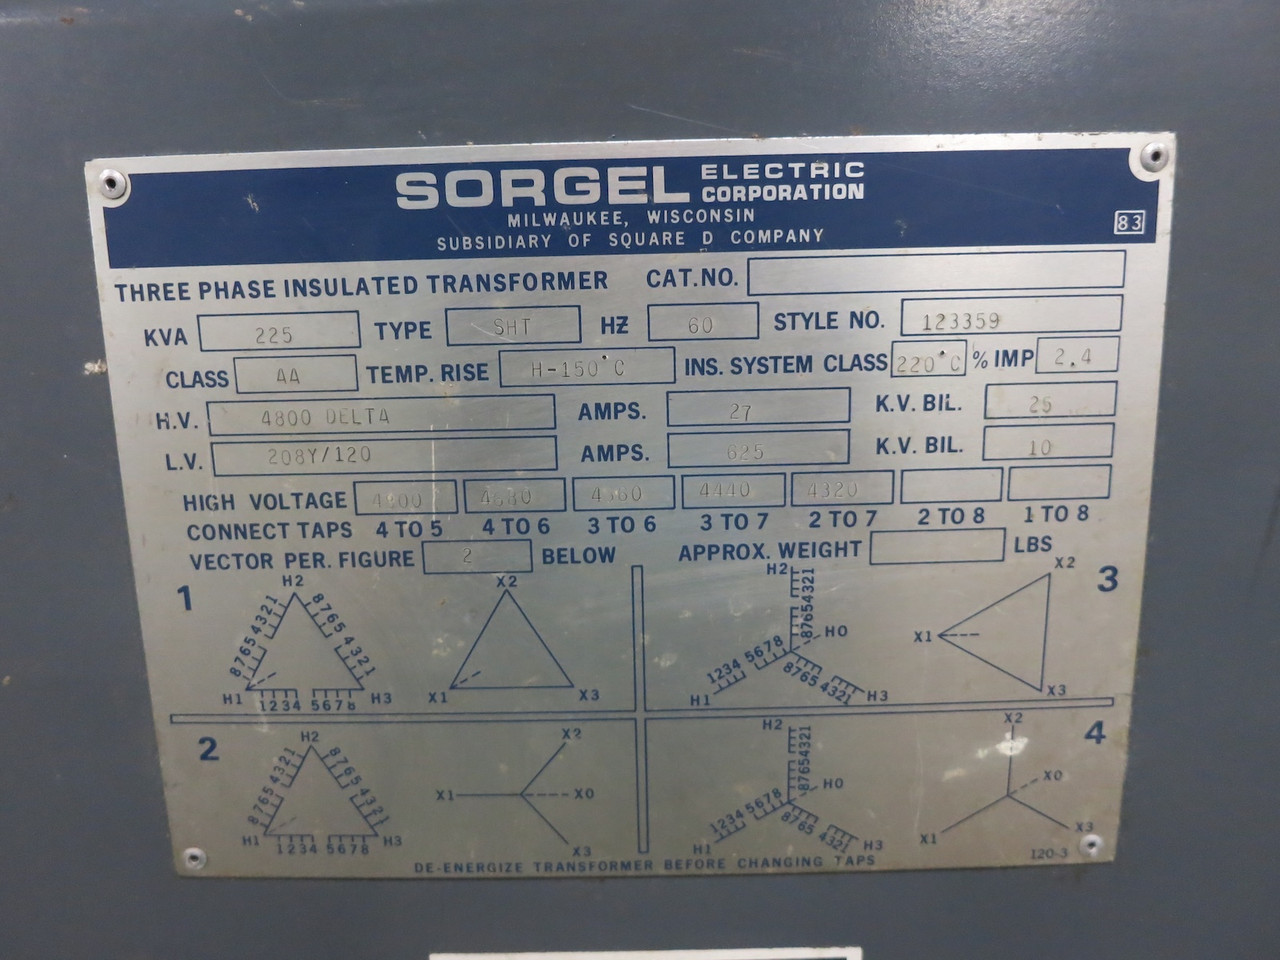 SORGEL ELECTRIC CORPORATION
MILWAUKEE, WISCONSIN
SUBSIDIARY OF SQUARE D COMPANY
83
THREE PHASE INSULATED TRANSFORMER CAT.NO.
KVA 225 TYPE SHT HZ 60 STYLE NO. 123359
CLASS AA TEMP. RISE H-150°C INS. SYSTEM CLASS 220°C % IMP 2.4
H.V. 4800 DELTA AMPS. 27 K.V. BIL. 25
L.V. 208Y/120 AMPS. 625 K.V. BIL. 10
HIGH VOLTAGE 4800 4680 4560 4440 4320
CONNECT TAPS 4 TO 5 4 TO 6 3 TO 6 3 TO 7 2 TO 7 2 TO 8 1 TO 8
VECTOR PER. FIGURE 2 BELOW APPROX. WEIGHT LBS
1
H2
8765 4321
8765 4321
H1
1234 5678
H3
X2
X1
X3
3
H2
8765 4321
H0
1234 5678
8765 4321
H1
H3
X2
X1
X3
2
H2
8765 4321
8765 4321
H1
1234 5678
H3
X2
X1
X0
X3
4
H2
8765 4321
H0
1234 5678
8765 4321
H1
H3
X2
X0
X1
X3
DE-ENERGIZE TRANSFORMER BEFORE CHANGING TAPS
120-3